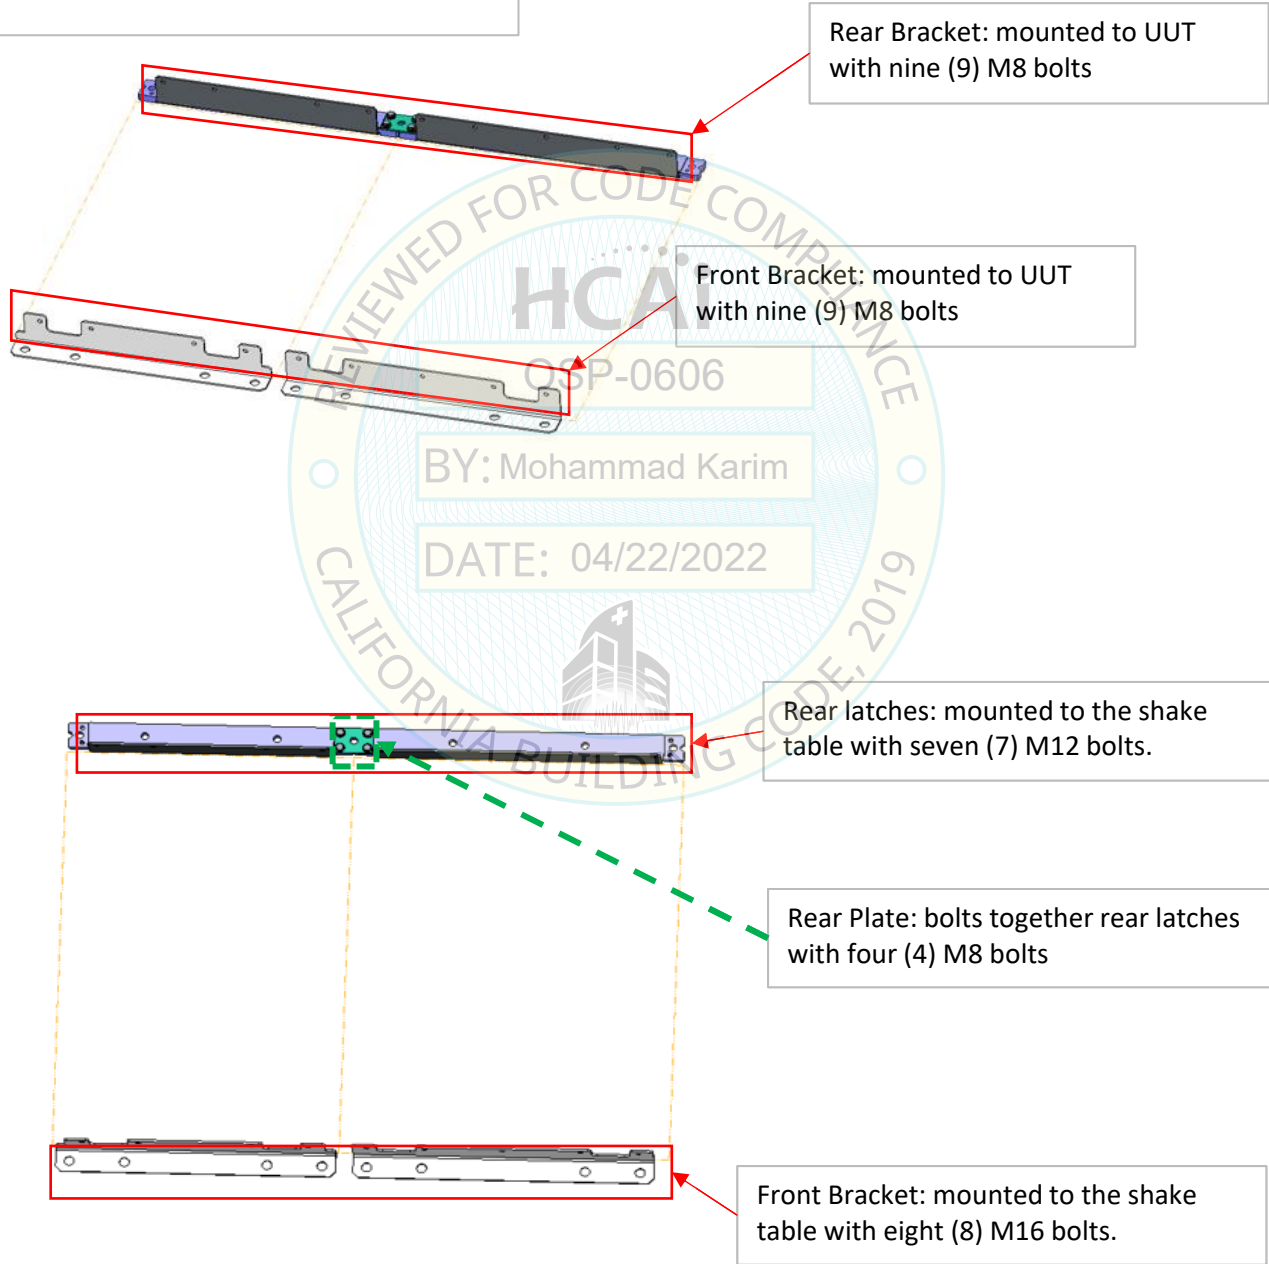 Rear Bracket: mounted to UUT
with nine (9) M8 bolts
Front Bracket: mounted to UUT
with nine (9) M8 bolts
REVIEWED FOR CODE COMPLIANCE
HCAi
OSP-0606
BY: Mohammad Karim
DATE: 04/22/2022
CALIFORNIA BUILDING CODE, 2019
Rear latches: mounted to the shake
table with seven (7) M12 bolts.
Rear Plate: bolts together rear latches
with four (4) M8 bolts
Front Bracket: mounted to the shake
table with eight (8) M16 bolts.